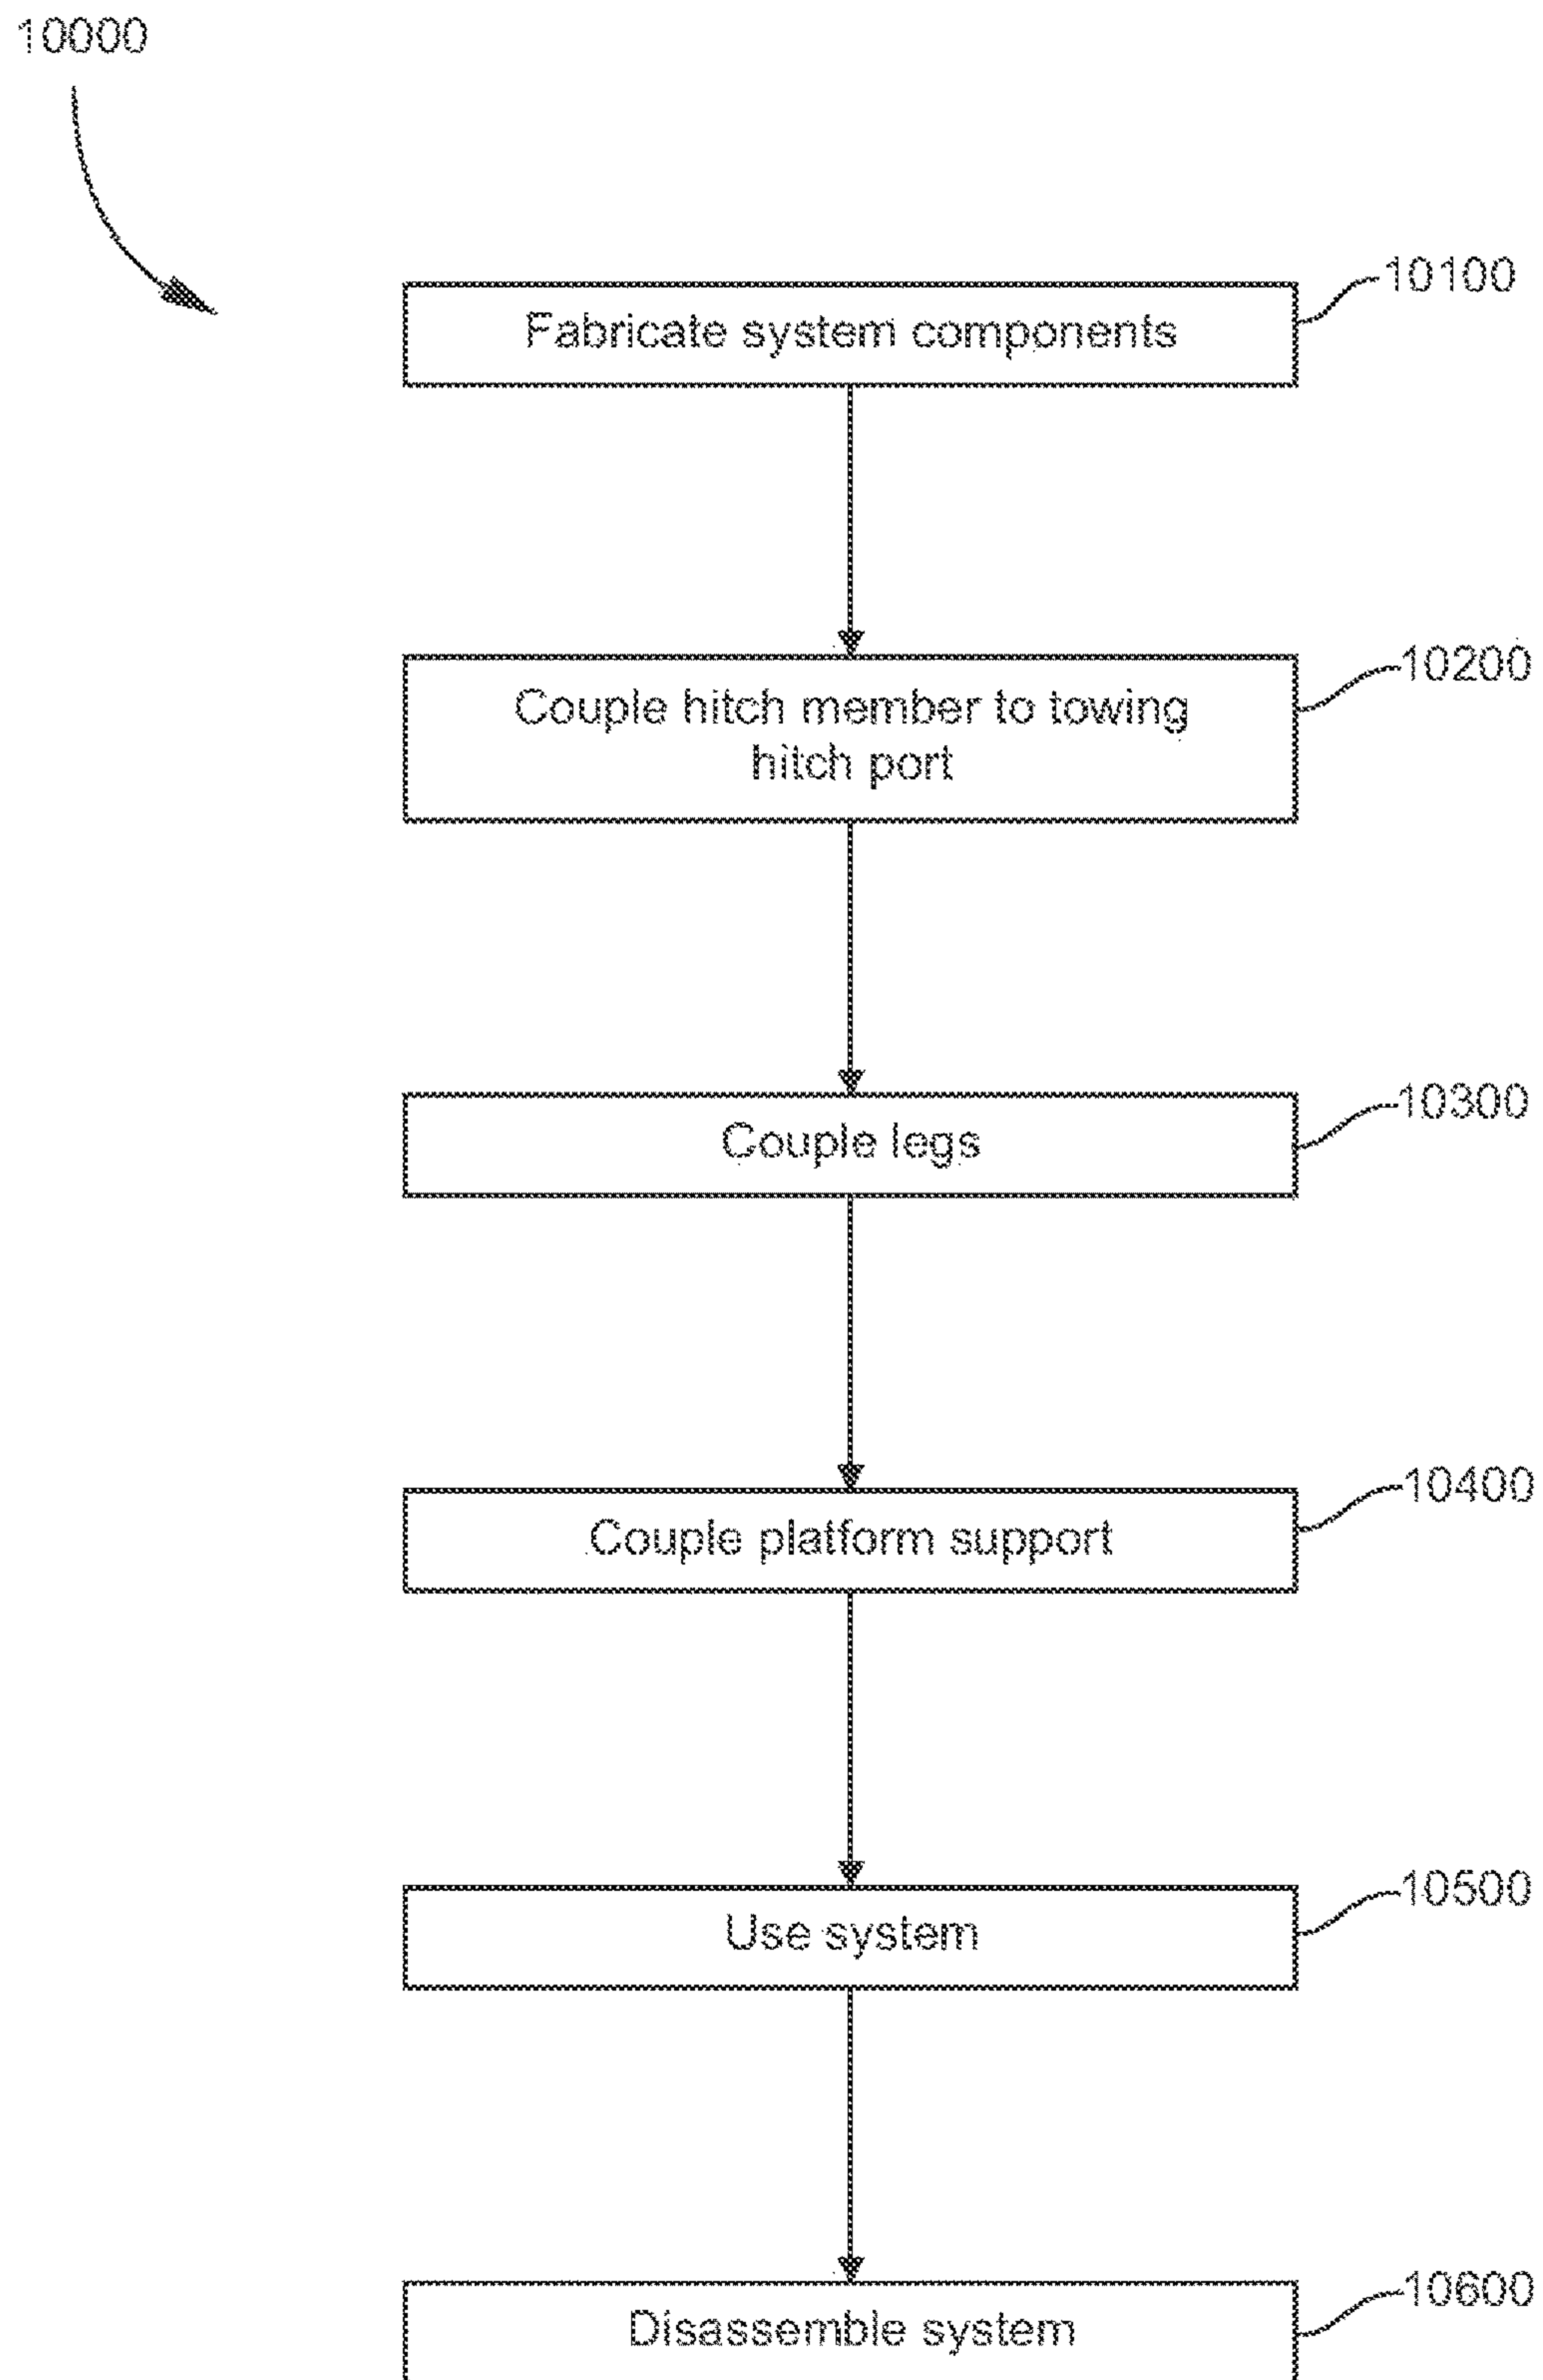 10000
10100
Fabricate system components
10200
Couple hitch member to towing
hitch port
10300
Couple legs
10400
Couple platform support
10500
Use system
10600
Disassemble system